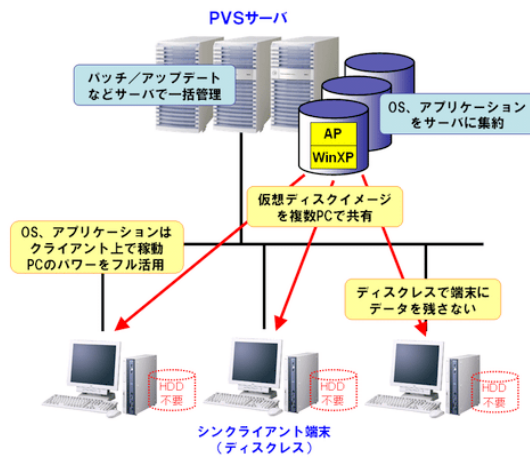 PVSサーバ
パッチ／アップデート
などサーバで一括管理
OS、アプリケーション
をサーバに集約
AP
WinXP
仮想ディスクイメージ
を複数PCで共有
OS、アプリケーションは
クライアント上で稼動
PCのパワーをフル活用
ディスクレスで端末に
データを残さない
HDD
不要
HDD
不要
HDD
不要
シンクライアント端末
（ディスクレス）